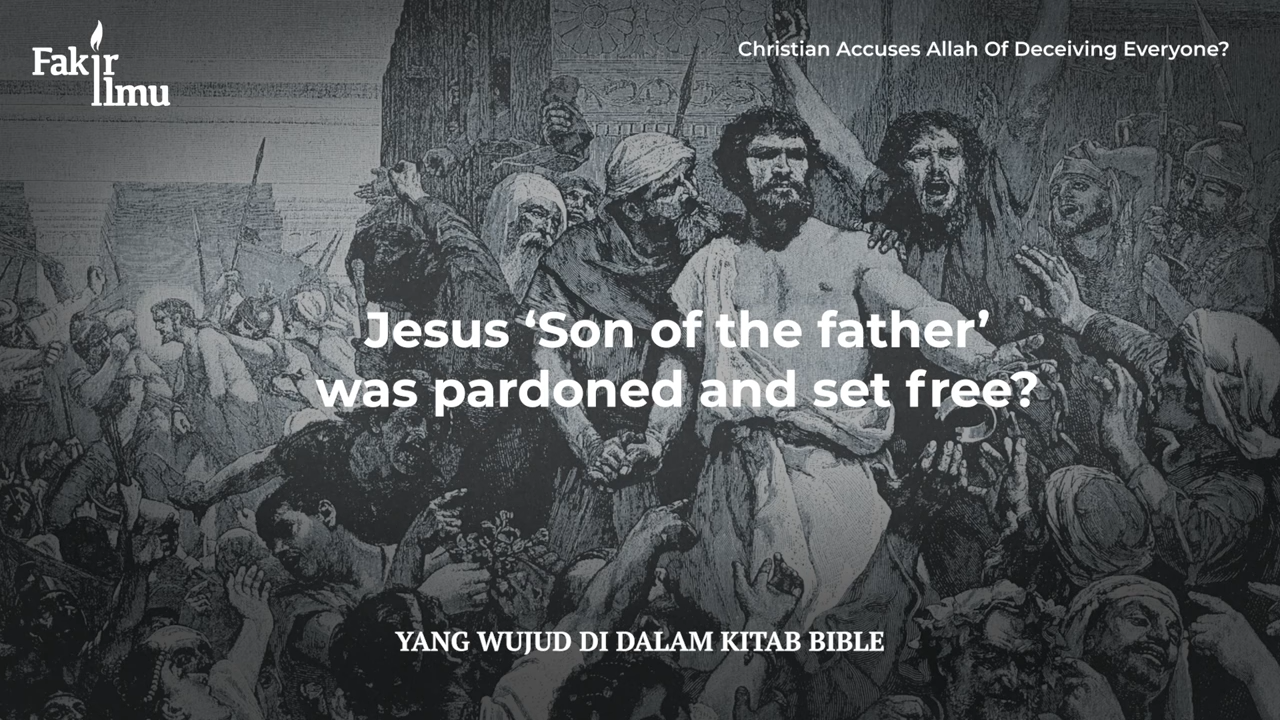 Fakir
Ilmu
Christian Accuses Allah Of Deceiving Everyone?
Jesus ‘Son of the father’
was pardoned and set free?
YANG WUJUD DI DALAM KITAB BIBLE